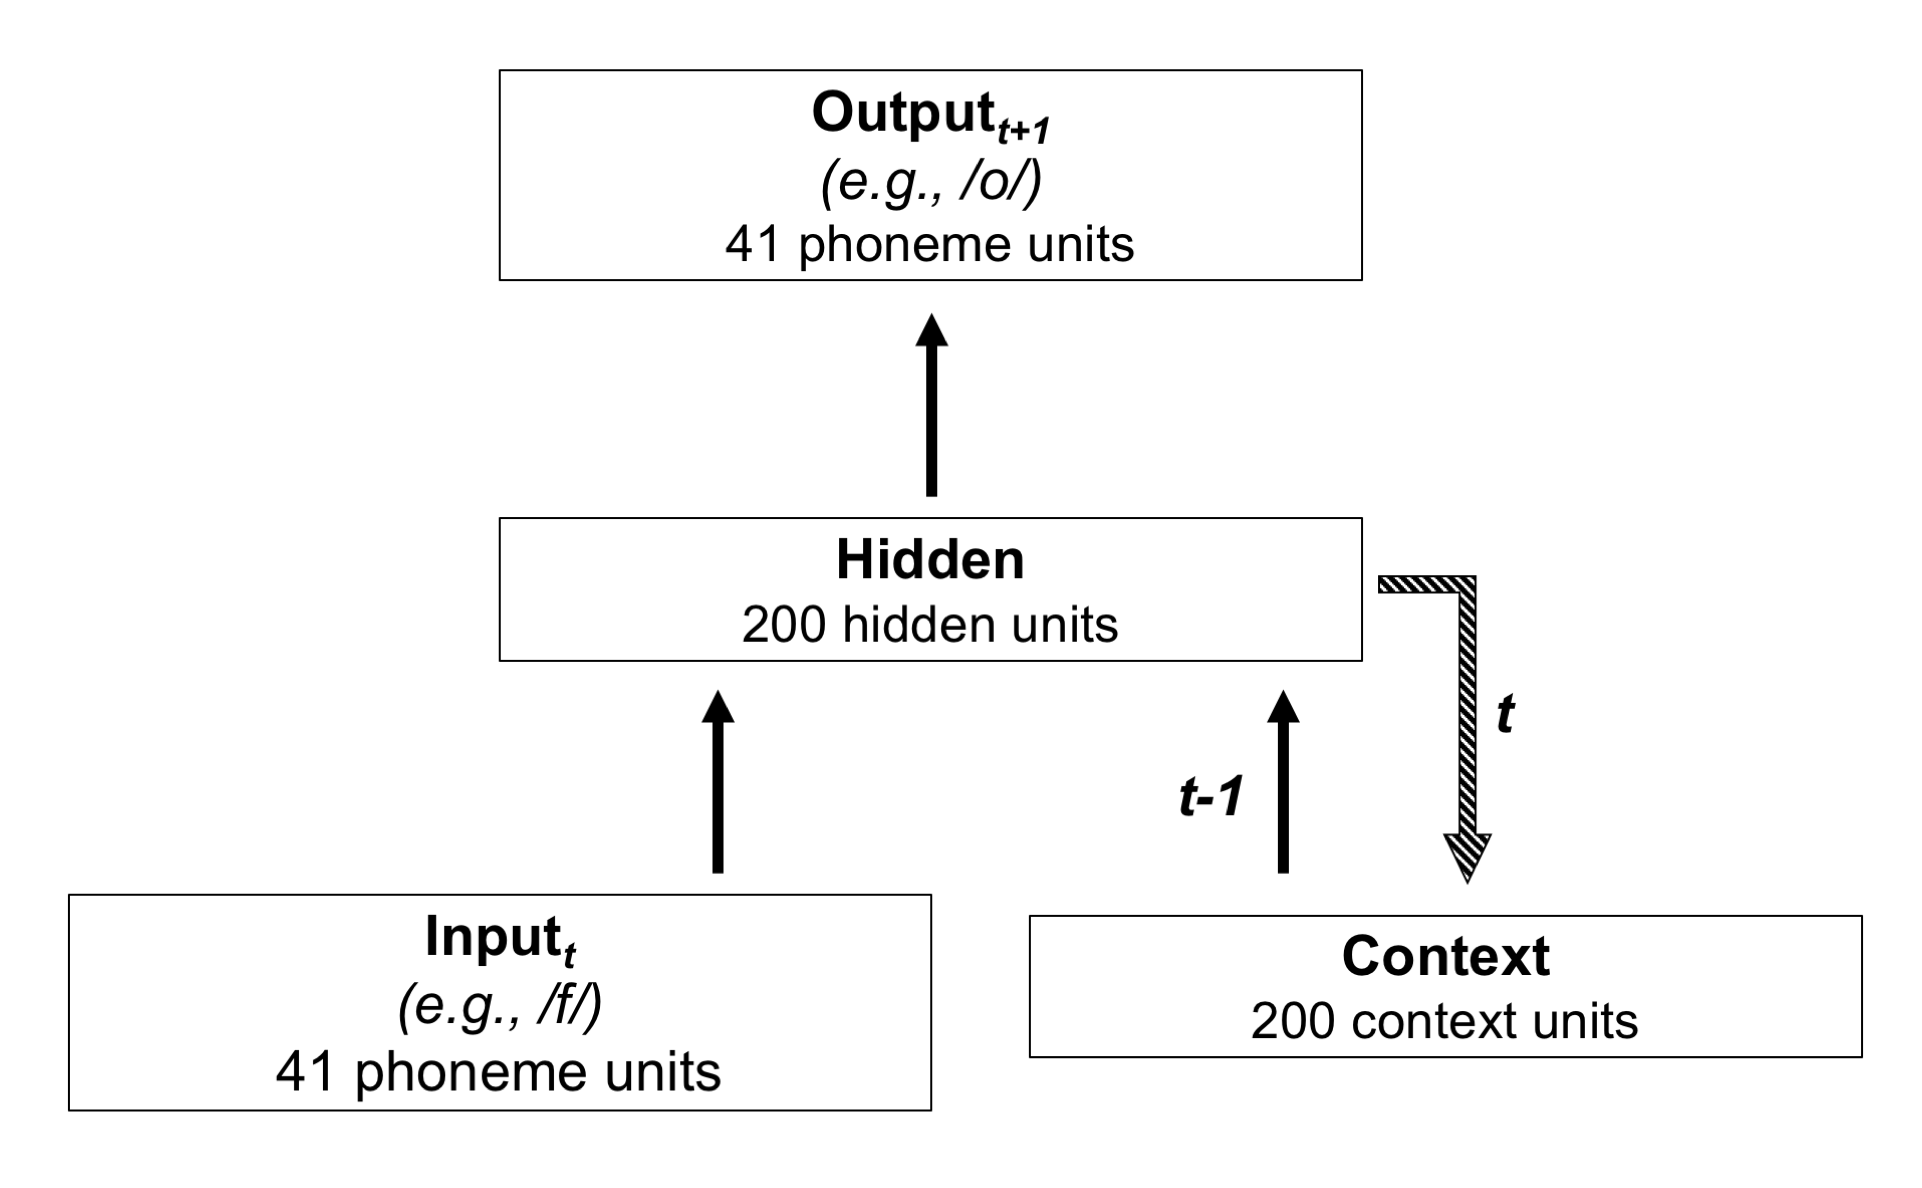 Output t+1
(e.g., /o/)
41 phoneme units
Hidden
200 hidden units
t
t-1
Input t
(e.g., /f/)
41 phoneme units
Context
200 context units